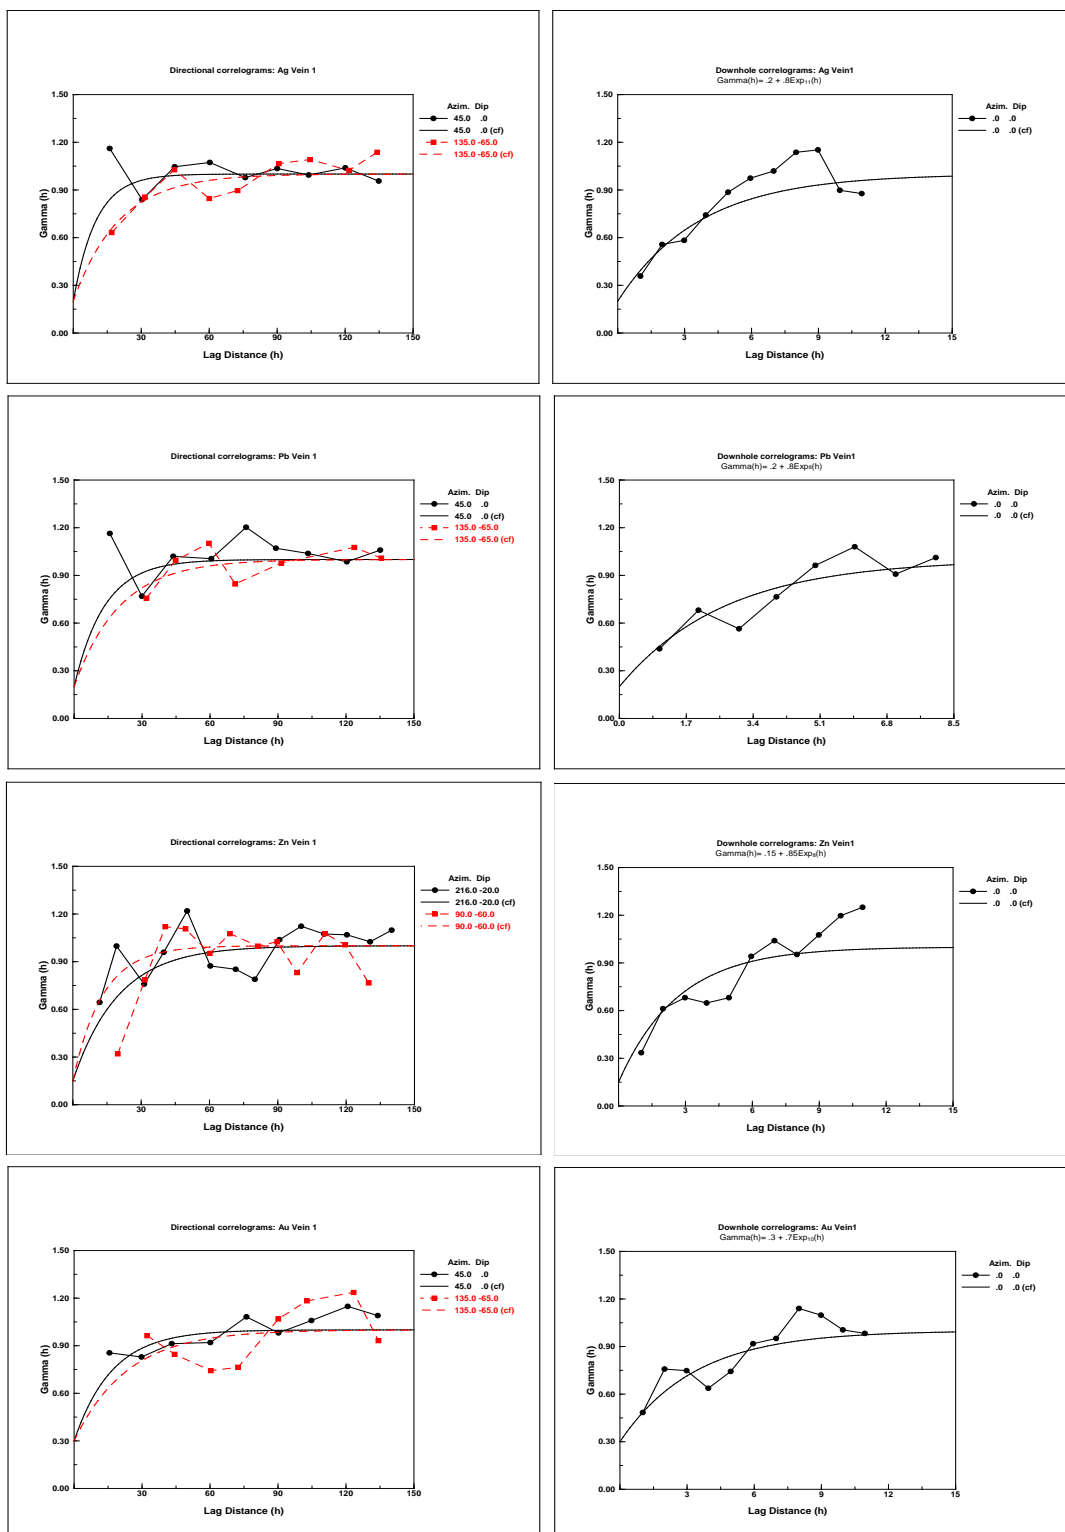 Directional correlograms: Ag Vein 1
1.50
1.20
0.90
0.60
0.30
0.00
Gamma (h)
30 60 90 120 150
Lag Distance (h)
Azim. Dip
45.0 .0
45.0 .0 (cf)
135.0 -65.0
135.0 -65.0 (cf)
Downhole correlograms: Ag Vein1
Gamma(h)= .2 + .8Exp₁₁(h)
1.50
1.20
0.90
0.60
0.30
0.00
Gamma (h)
3 6 9 12 15
Lag Distance (h)
Azim. Dip
.0 .0
.0 .0 (cf)
Directional correlograms: Pb Vein 1
1.50
1.20
0.90
0.60
0.30
0.00
Gamma (h)
30 60 90 120 150
Lag Distance (h)
Azim. Dip
45.0 .0
45.0 .0 (cf)
135.0 -65.0
135.0 -65.0 (cf)
Downhole correlograms: Pb Vein1
Gamma(h)= .2 + .8Exp₈(h)
1.50
1.20
0.90
0.60
0.30
0.00
Gamma (h)
0.0 1.7 3.4 5.1 6.8 8.5
Lag Distance (h)
Azim. Dip
.0 .0
.0 .0 (cf)
Directional correlograms: Zn Vein 1
1.50
1.20
0.90
0.60
0.30
0.00
Gamma (h)
30 60 90 120 150
Lag Distance (h)
Azim. Dip
216.0 -20.0
216.0 -20.0 (cf)
90.0 -60.0
90.0 -60.0 (cf)
Downhole correlograms: Zn Vein1
Gamma(h)= .15 + .85Exp₈(h)
1.50
1.20
0.90
0.60
0.30
0.00
Gamma (h)
3 6 9 12 15
Lag Distance (h)
Azim. Dip
.0 .0
.0 .0 (cf)
Directional correlograms: Au Vein 1
1.50
1.20
0.90
0.60
0.30
0.00
Gamma (h)
30 60 90 120 150
Lag Distance (h)
Azim. Dip
45.0 .0
45.0 .0 (cf)
135.0 -65.0
135.0 -65.0 (cf)
Downhole correlograms: Au Vein1
Gamma(h)= .3 + .7Exp₁₀(h)
1.50
1.20
0.90
0.60
0.30
0.00
Gamma (h)
3 6 9 12 15
Lag Distance (h)
Azim. Dip
.0 .0
.0 .0 (cf)